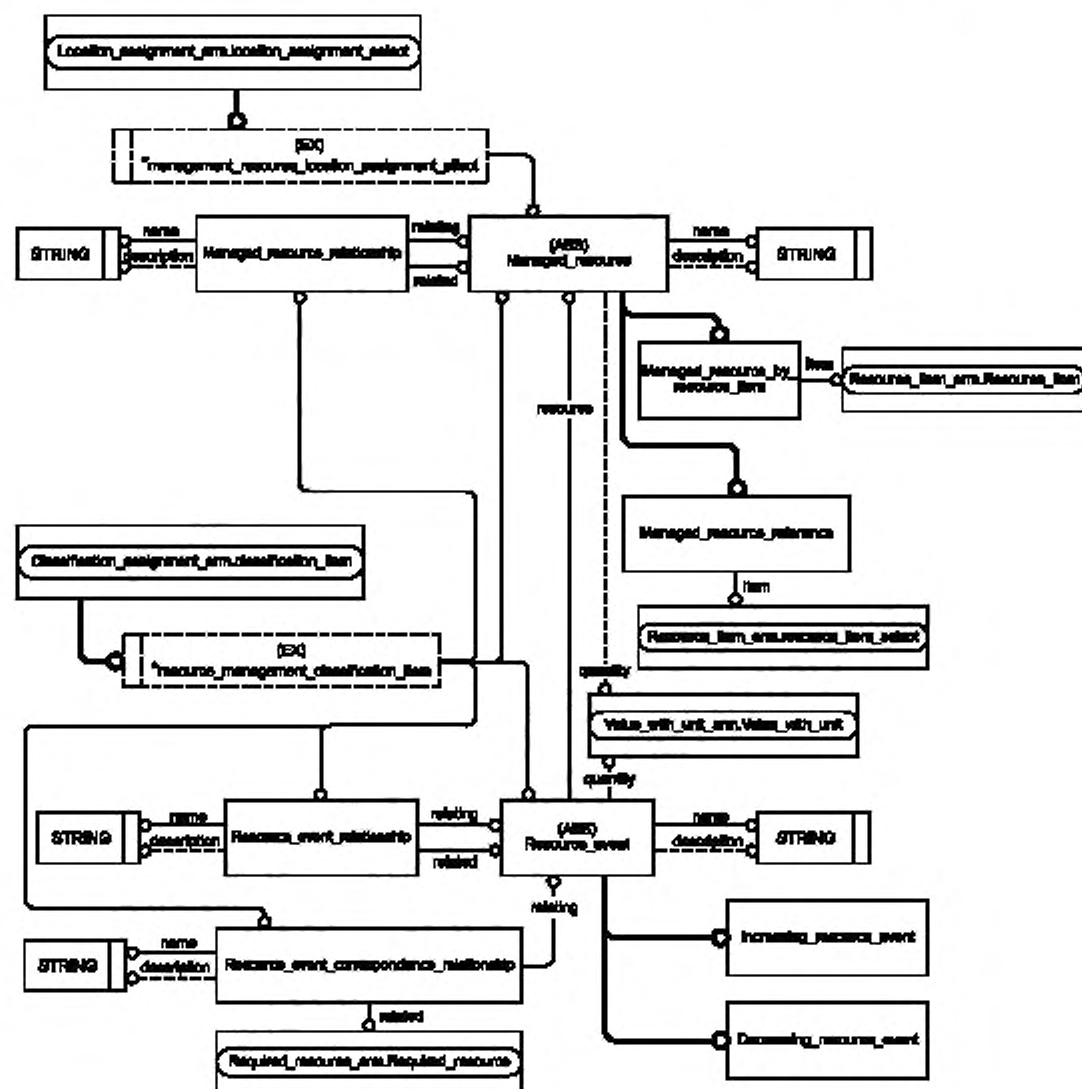 Location_assignment_arm.location_assignment_select
(EX)
*management_resource_location_assignment_select
STRING
name
description
Managed_resource_relationship
relating
related
(ABS)
Managed_resource
name
description
STRING
Managed_resource_by_
resource_item
item
Resource_item_arm.Resource_item
resource
Managed_resource_reference
item
Resource_item_arm.resource_item_select
Classification_assignment_arm.classification_item
(EX)
*resource_management_classification_item
quantity
Value_with_unit_arm.Value_with_unit
quantity
STRING
name
description
Resource_event_relationship
relating
related
(ABS)
Resource_event
name
description
STRING
relating
STRING
name
description
Resource_event_correspondence_relationship
Increasing_resource_event
related
Required_resource_arm.Required_resource
Decreasing_resource_event